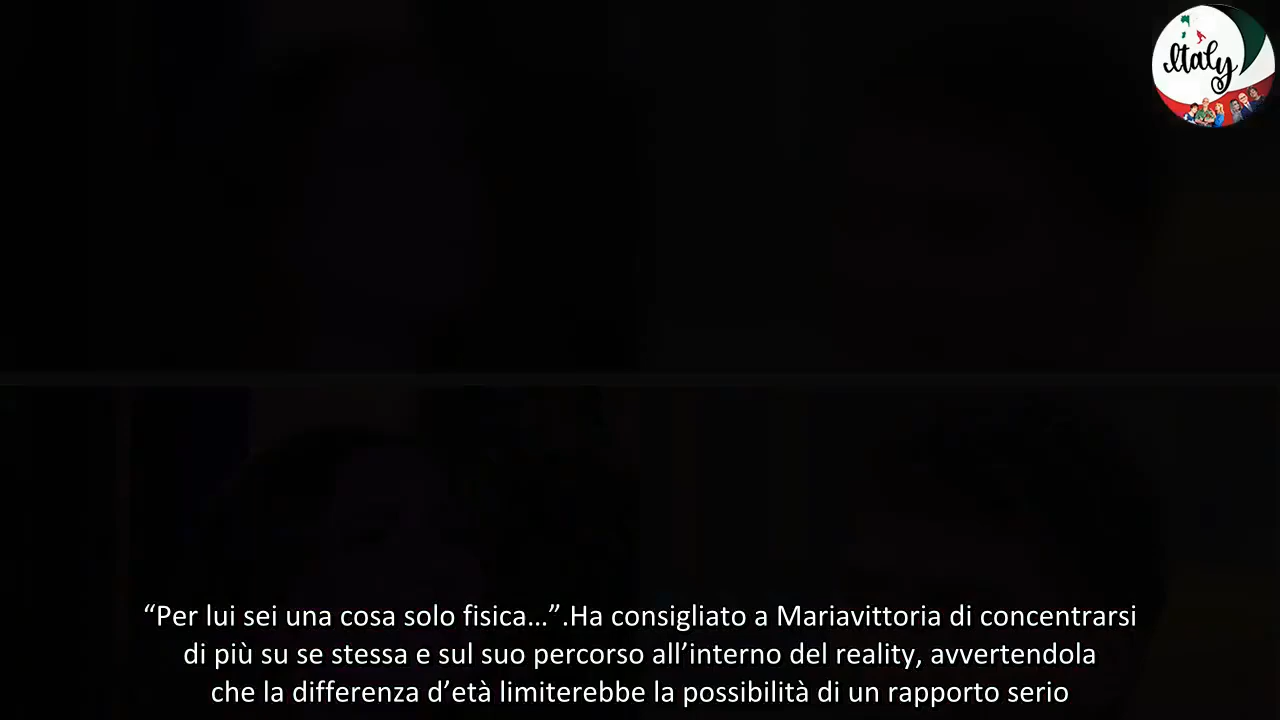 Italy
“Per lui sei una cosa solo fisica…”.Ha consigliato a Mariavittoria di concentrarsi
di più su se stessa e sul suo percorso all’interno del reality, avvertendola
che la differenza d’età limiterebbe la possibilità di un rapporto serio